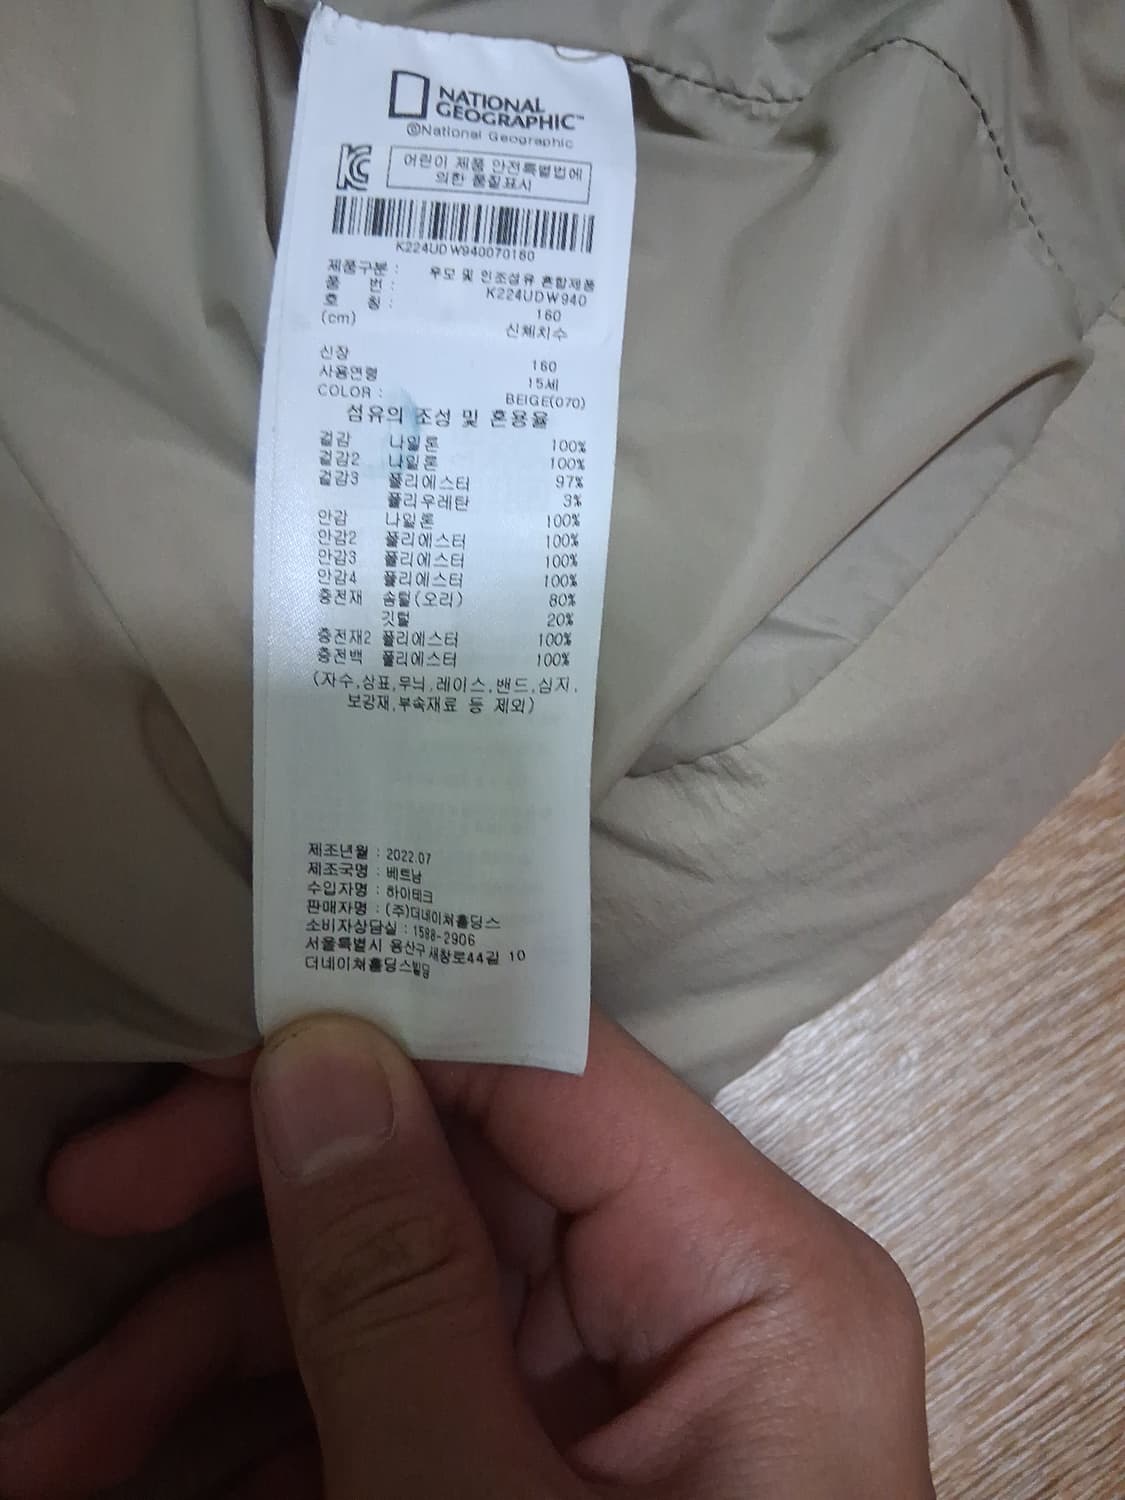 NATIONAL
GEOGRAPHIC™
©National Geographic
어린이 제품 안전특별법에
의한 품질표시
K224UDW940070160
제품구분 : 우모 및 인조섬유 혼합제품
품 번 : K224UDW940
호 칭 : 160
(cm) 신체치수
신장 160
사용연령 15세
COLOR : BEIGE(070)
섬유의 조성 및 혼용율
겉감 나일론 100%
겉감2 나일론 100%
겉감3 폴리에스터 97%
폴리우레탄 3%
안감 나일론 100%
안감2 폴리에스터 100%
안감3 폴리에스터 100%
안감4 폴리에스터 100%
충전재 솜털(오리) 80%
깃털 20%
충전재2 폴리에스터 100%
충전백 폴리에스터 100%
(자수,상표,무늬,레이스,밴드,심지,
보강재,부속재료 등 제외)
제조년월 : 2022.07
제조국명 : 베트남
수입자명 : 하이테크
판매자명 : (주)더네이쳐홀딩스
소비자상담실 : 1588-2906
서울특별시 용산구 새창로44길 10
더네이쳐홀딩스빌딩